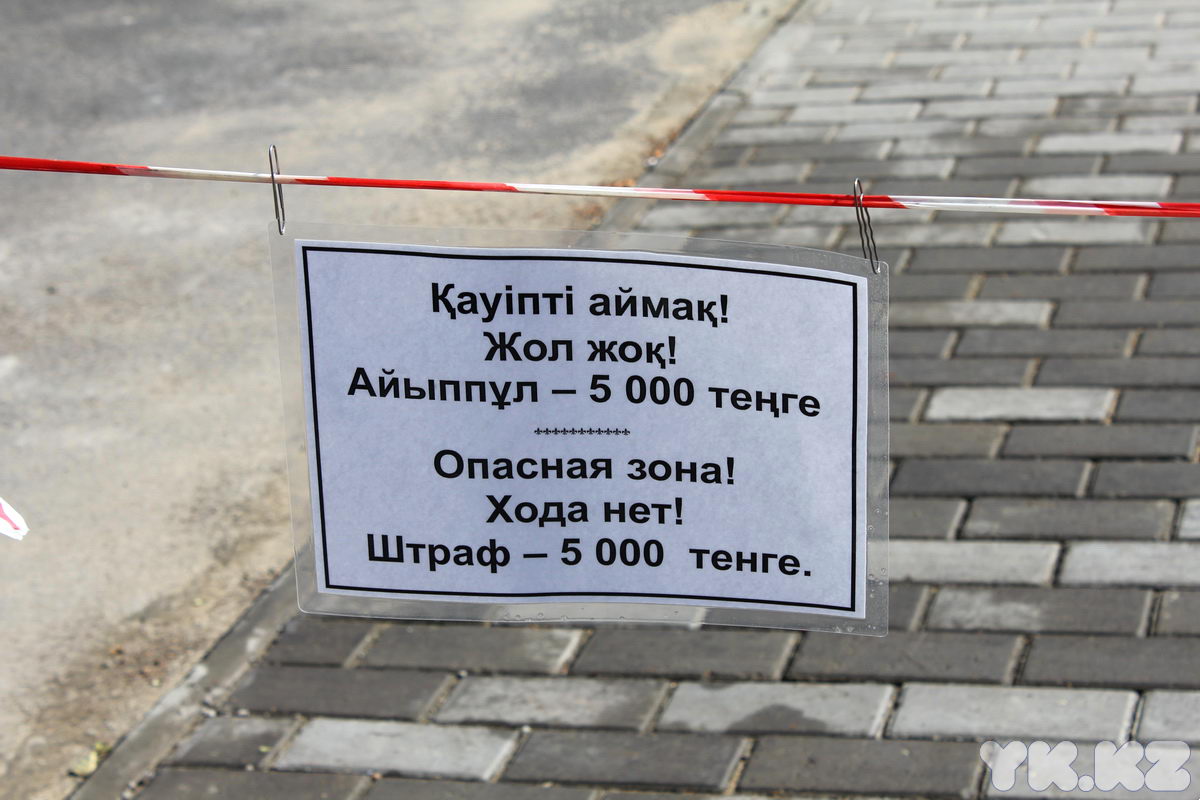 Қауіпті аймақ!
Жол жоқ!
Айыппұл – 5 000 теңге
Опасная зона!
Хода нет!
Штраф – 5 000 тенге.
YK.KZ